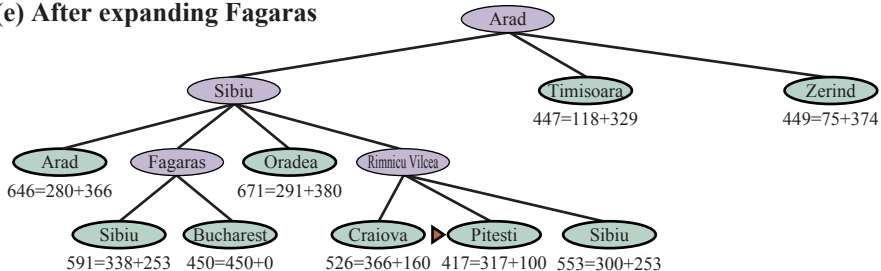 (e) After expanding Fagaras
Arad
Sibiu
Timisoara
447=118+329
Zerind
449=75+374
Arad
646=280+366
Fagaras
Oradea
671=291+380
Rimnicu Vilcea
Sibiu
591=338+253
Bucharest
450=450+0
Craiova
526=366+160
Pitesti
417=317+100
Sibiu
553=300+253